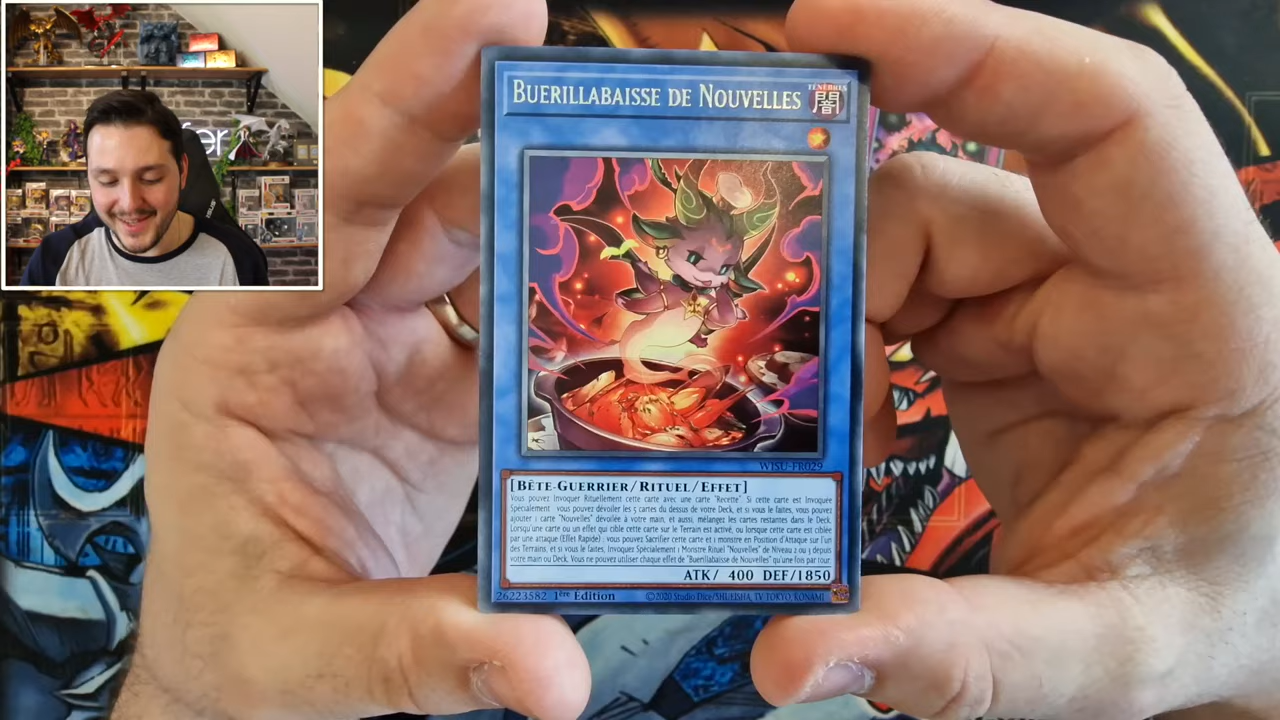 fer
BUERILLABAISSE DE NOUVELLES
TÉNÈBRES
闇
WISU-FR029
[BÊTE-GUERRIER/RITUEL/EFFET]
Vous pouvez Invoquer Rituellement cette carte avec une carte "Recette". Si cette carte est Invoquée
Spécialement : vous pouvez dévoiler les 5 cartes du dessus de votre Deck, et si vous le faites, vous pouvez
ajouter 1 carte "Nouvelles" dévoilée à votre main, et aussi, mélangez les cartes restantes dans le Deck.
Lorsqu'une carte ou un effet qui cible cette carte sur le Terrain est activé, ou lorsque cette carte est ciblée
par une attaque (Effet Rapide) : vous pouvez Sacrifier cette carte et 1 monstre en Position d'Attaque sur l'un
des Terrains, et si vous le faites, Invoquez Spécialement 1 Monstre Rituel "Nouvelles" de Niveau 2 ou 3 depuis
votre main ou Deck. Vous ne pouvez utiliser chaque effet de "Buerillabaisse de Nouvelles" qu'une fois par tour.
ATK/ 400 DEF/1850
26223582 1ère Édition ©2020 Studio Dice/SHUEISHA, TV TOKYO, KONAMI